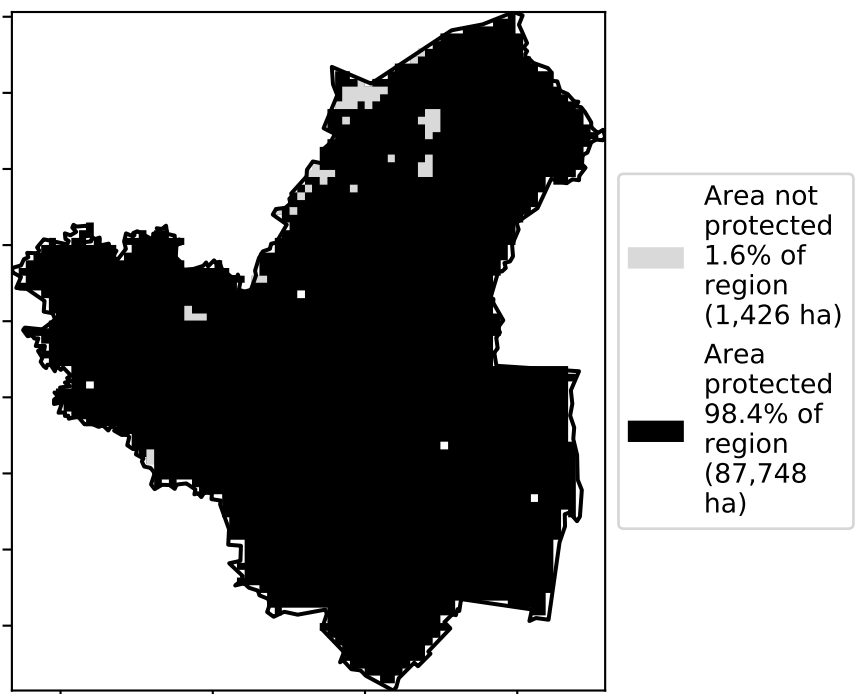 Area not
protected
1.6% of
region
(1,426 ha)
Area
protected
98.4% of
region
(87,748
ha)